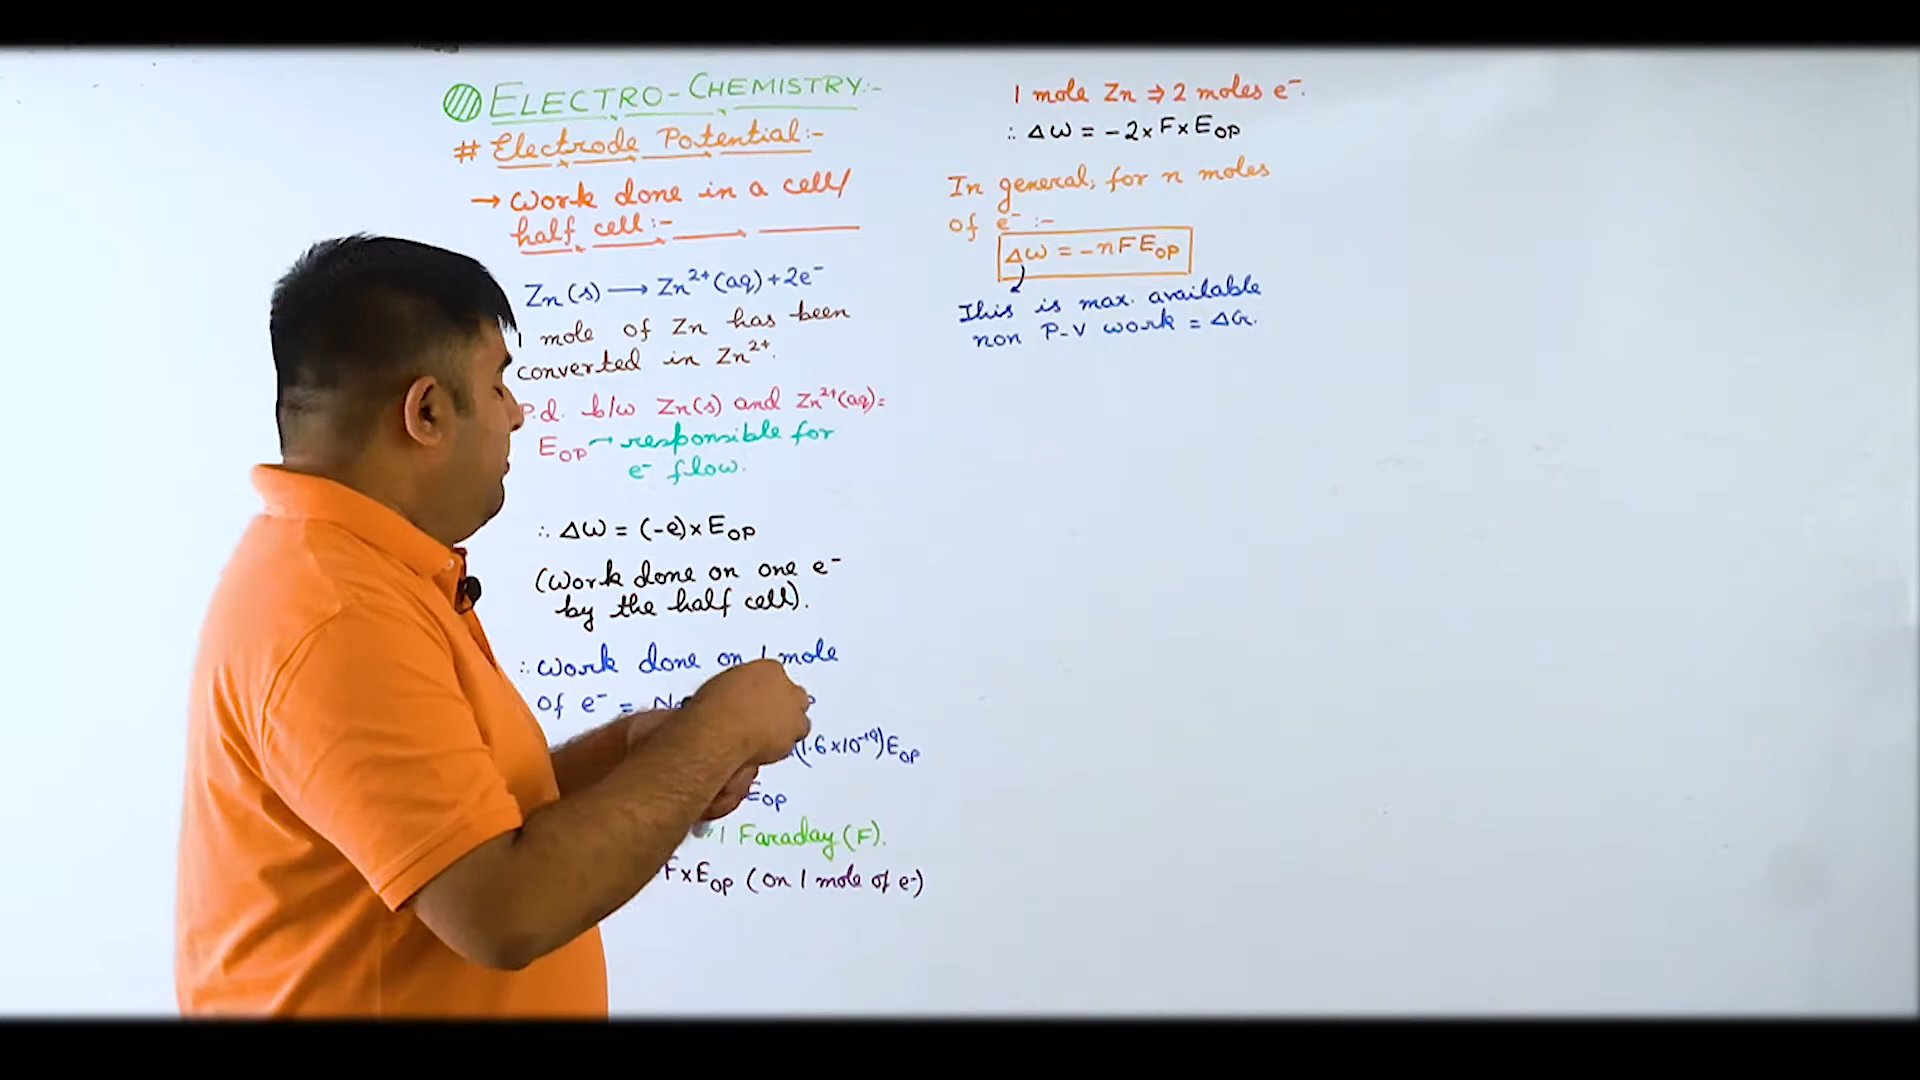 ELECTRO-CHEMISTRY:-
# Electrode Potential:-
→ Work done in a cell/
half cell:-
Zn(s) → Zn²⁺(aq)+2e⁻
1 mole of Zn has been
converted in Zn²⁺.
P.d. b/w Zn(s) and Zn²⁺(aq)=
E_OP → responsible for
e⁻ flow.
∴ ΔW = (-e)×E_OP
(Work done on one e⁻
by the half cell).
∴ Work done on 1 mole
of e⁻ =
(1.6×10⁻¹⁹)E_OP
E_OP
1 Faraday (F).
F×E_OP (on 1 mole of e⁻)
1 mole Zn ⇒ 2 moles e⁻.
∴ ΔW = -2×F×E_OP
In general, for n moles
of e⁻ :-
ΔW = -nFE_OP
This is max. available
non P-V work = ΔG.